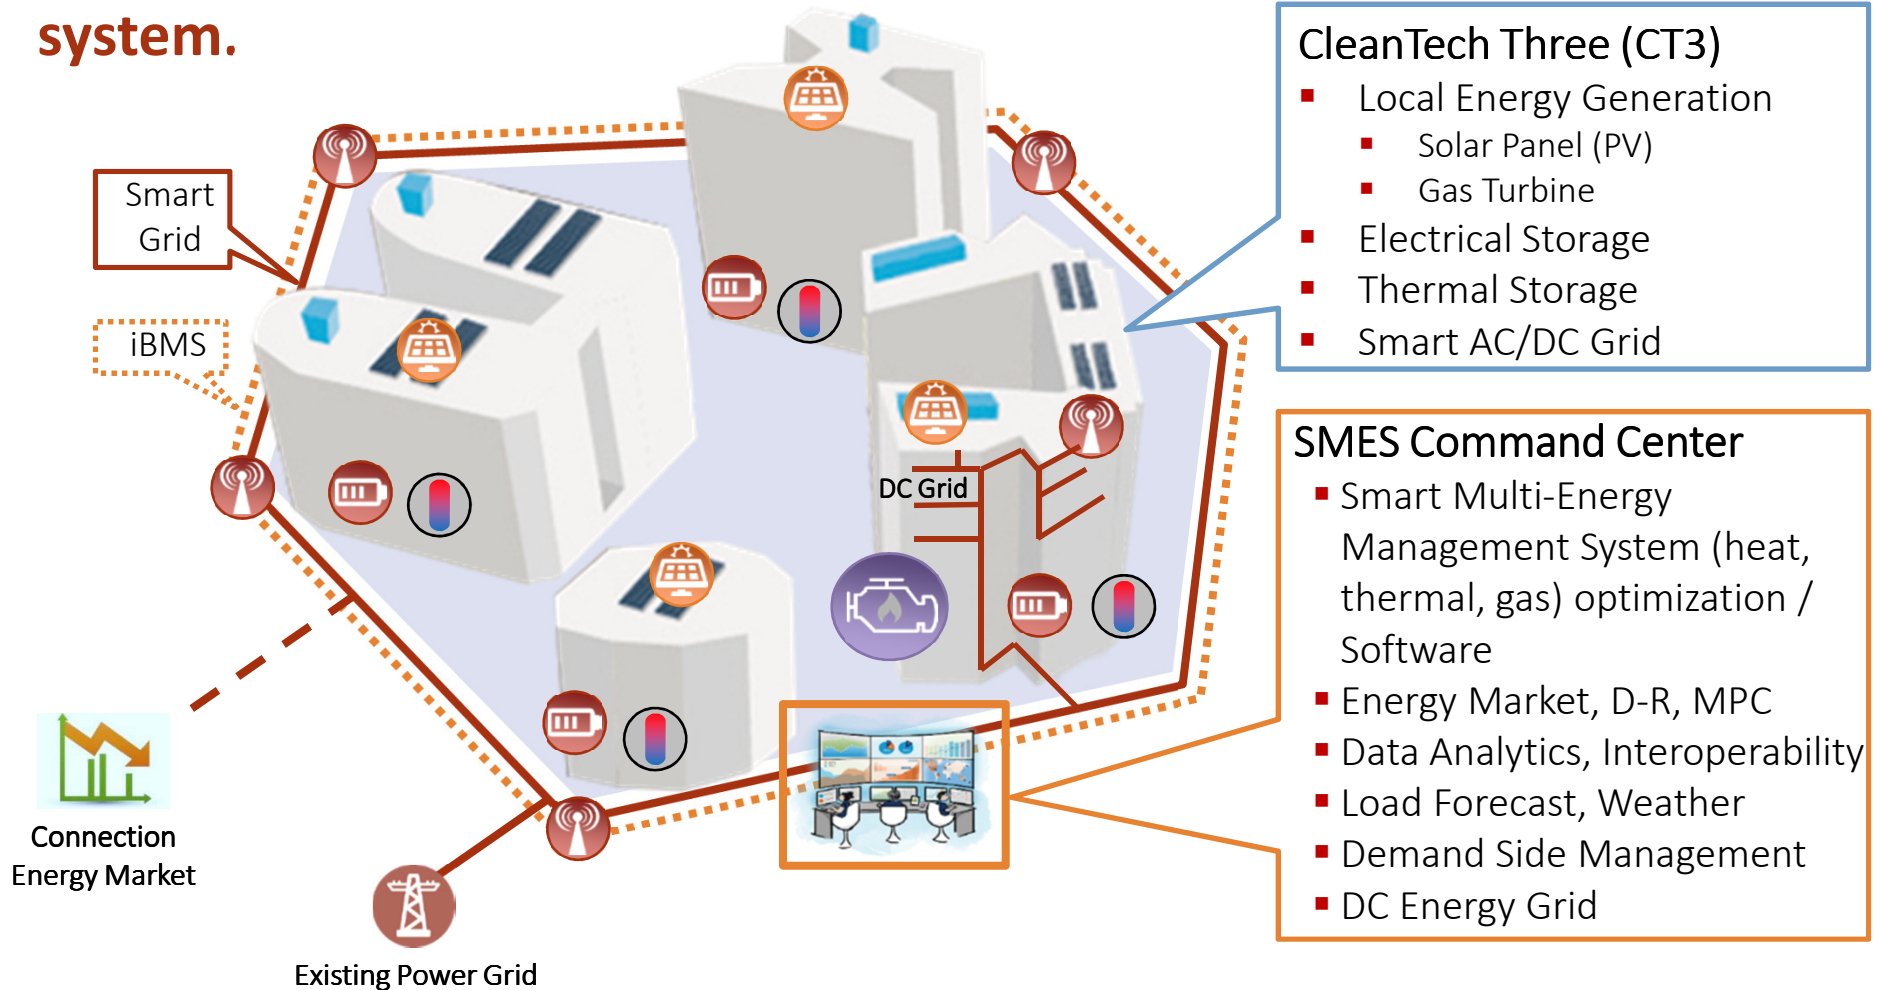 system.
Smart
Grid
iBMS
DC Grid
Connection
Energy Market
Existing Power Grid
CleanTech Three (CT3)
Local Energy Generation
Solar Panel (PV)
Gas Turbine
Electrical Storage
Thermal Storage
Smart AC/DC Grid
SMES Command Center
Smart Multi-Energy
Management System (heat,
thermal, gas) optimization /
Software
Energy Market, D-R, MPC
Data Analytics, Interoperability
Load Forecast, Weather
Demand Side Management
DC Energy Grid